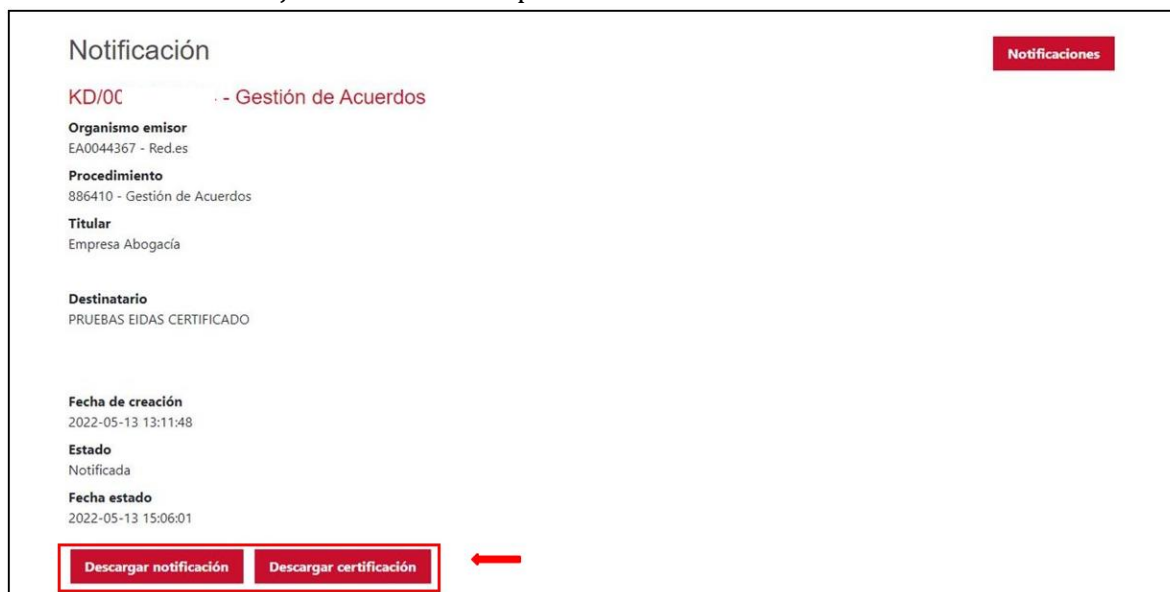 Notificación
Notificaciones
KD/00 - Gestión de Acuerdos
Organismo emisor
EA0044367 - Red.es
Procedimiento
886410 - Gestión de Acuerdos
Titular
Empresa Abogacía
Destinatario
PRUEBAS EIDAS CERTIFICADO
Fecha de creación
2022-05-13 13:11:48
Estado
Notificada
Fecha estado
2022-05-13 15:06:01
Descargar notificación
Descargar certificación